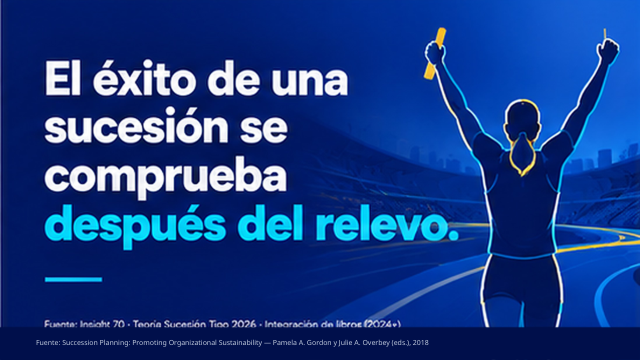 El éxito de una
sucesión se
comprueba
después del relevo.
Fuente: Insight 70 · Teoría Sucesión Tipo 2026 · Integración de libros (2024+)
Fuente: Succession Planning: Promoting Organizational Sustainability — Pamela A. Gordon y Julie A. Overbey (eds.), 2018